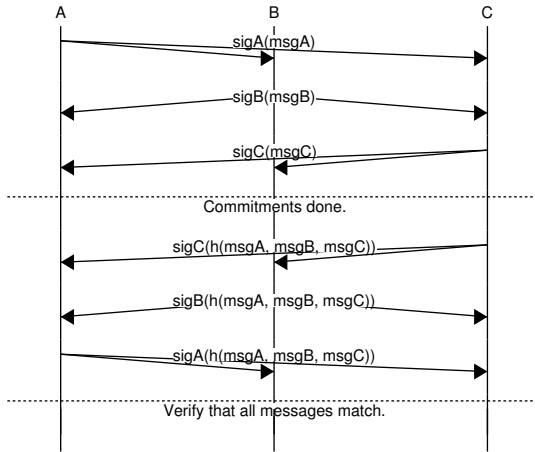 A B C
sigA(msgA)
sigB(msgB)
sigC(msgC)
Commitments done.
sigC(h(msgA, msgB, msgC))
sigB(h(msgA, msgB, msgC))
sigA(h(msgA, msgB, msgC))
Verify that all messages match.